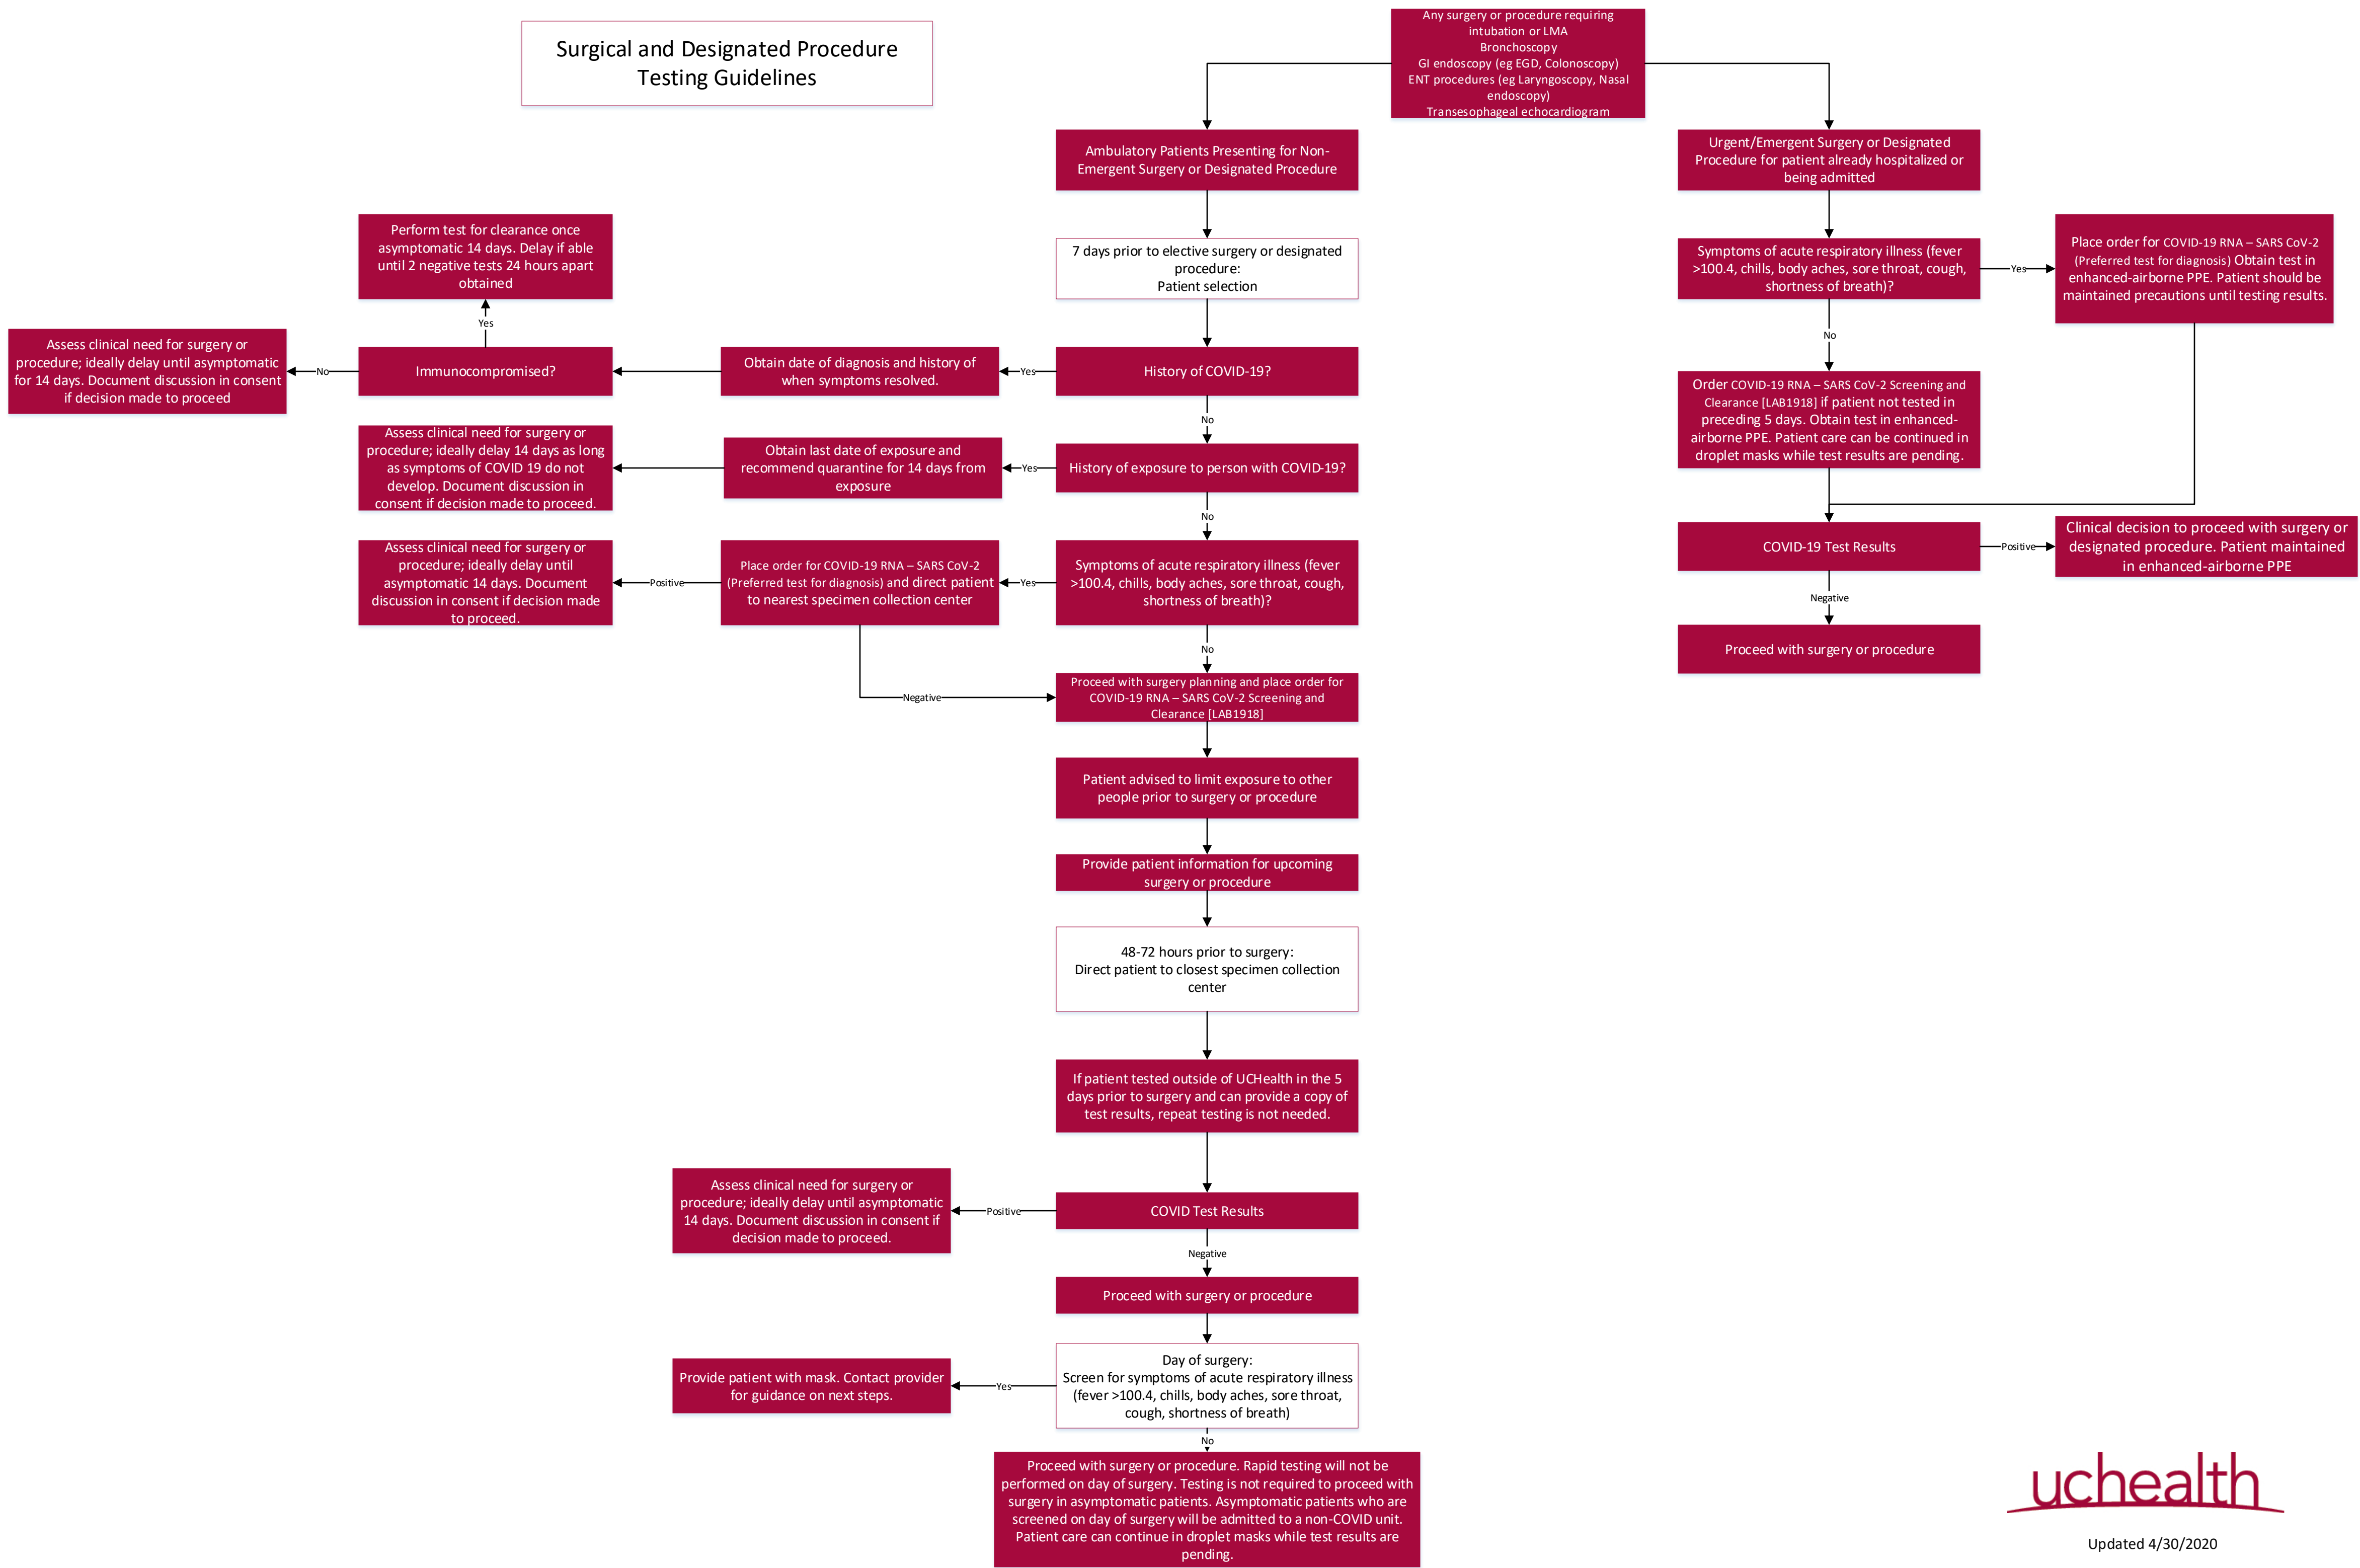 Surgical and Designated Procedure
Testing Guidelines
Any surgery or procedure requiring
intubation or LMA
Bronchoscopy
GI endoscopy (eg EGD, Colonoscopy)
ENT procedures (eg Laryngoscopy, Nasal
endoscopy)
Transesophageal echocardiogram
Ambulatory Patients Presenting for Non-
Emergent Surgery or Designated Procedure
7 days prior to elective surgery or designated
procedure:
Patient selection
History of COVID-19?
Yes
Obtain date of diagnosis and history of
when symptoms resolved.
Immunocompromised?
Yes
Perform test for clearance once
asymptomatic 14 days. Delay if able
until 2 negative tests 24 hours apart
obtained
No
Assess clinical need for surgery or
procedure; ideally delay until asymptomatic
for 14 days. Document discussion in consent
if decision made to proceed
No
History of exposure to person with COVID-19?
Yes
Obtain last date of exposure and
recommend quarantine for 14 days from
exposure
Assess clinical need for surgery or
procedure; ideally delay 14 days as long
as symptoms of COVID 19 do not
develop. Document discussion in
consent if decision made to proceed.
No
Symptoms of acute respiratory illness (fever
>100.4, chills, body aches, sore throat, cough,
shortness of breath)?
Yes
Place order for COVID-19 RNA – SARS CoV-2
(Preferred test for diagnosis) and direct patient
to nearest specimen collection center
Positive
Assess clinical need for surgery or
procedure; ideally delay until
asymptomatic 14 days. Document
discussion in consent if decision made
to proceed.
Negative
No
Proceed with surgery planning and place order for
COVID-19 RNA – SARS CoV-2 Screening and
Clearance [LAB1918]
Patient advised to limit exposure to other
people prior to surgery or procedure
Provide patient information for upcoming
surgery or procedure
48-72 hours prior to surgery:
Direct patient to closest specimen collection
center
If patient tested outside of UCHealth in the 5
days prior to surgery and can provide a copy of
test results, repeat testing is not needed.
COVID Test Results
Positive
Assess clinical need for surgery or
procedure; ideally delay until asymptomatic
14 days. Document discussion in consent if
decision made to proceed.
Negative
Proceed with surgery or procedure
Day of surgery:
Screen for symptoms of acute respiratory illness
(fever >100.4, chills, body aches, sore throat,
cough, shortness of breath)
Yes
Provide patient with mask. Contact provider
for guidance on next steps.
No
Proceed with surgery or procedure. Rapid testing will not be
performed on day of surgery. Testing is not required to proceed with
surgery in asymptomatic patients. Asymptomatic patients who are
screened on day of surgery will be admitted to a non-COVID unit.
Patient care can continue in droplet masks while test results are
pending.
Urgent/Emergent Surgery or Designated
Procedure for patient already hospitalized or
being admitted
Symptoms of acute respiratory illness (fever
>100.4, chills, body aches, sore throat, cough,
shortness of breath)?
Yes
Place order for COVID-19 RNA – SARS CoV-2
(Preferred test for diagnosis) Obtain test in
enhanced-airborne PPE. Patient should be
maintained precautions until testing results.
No
Order COVID-19 RNA – SARS CoV-2 Screening and
Clearance [LAB1918] if patient not tested in
preceding 5 days. Obtain test in enhanced-
airborne PPE. Patient care can be continued in
droplet masks while test results are pending.
COVID-19 Test Results
Positive
Clinical decision to proceed with surgery or
designated procedure. Patient maintained
in enhanced-airborne PPE
Negative
Proceed with surgery or procedure
uchealth
Updated 4/30/2020